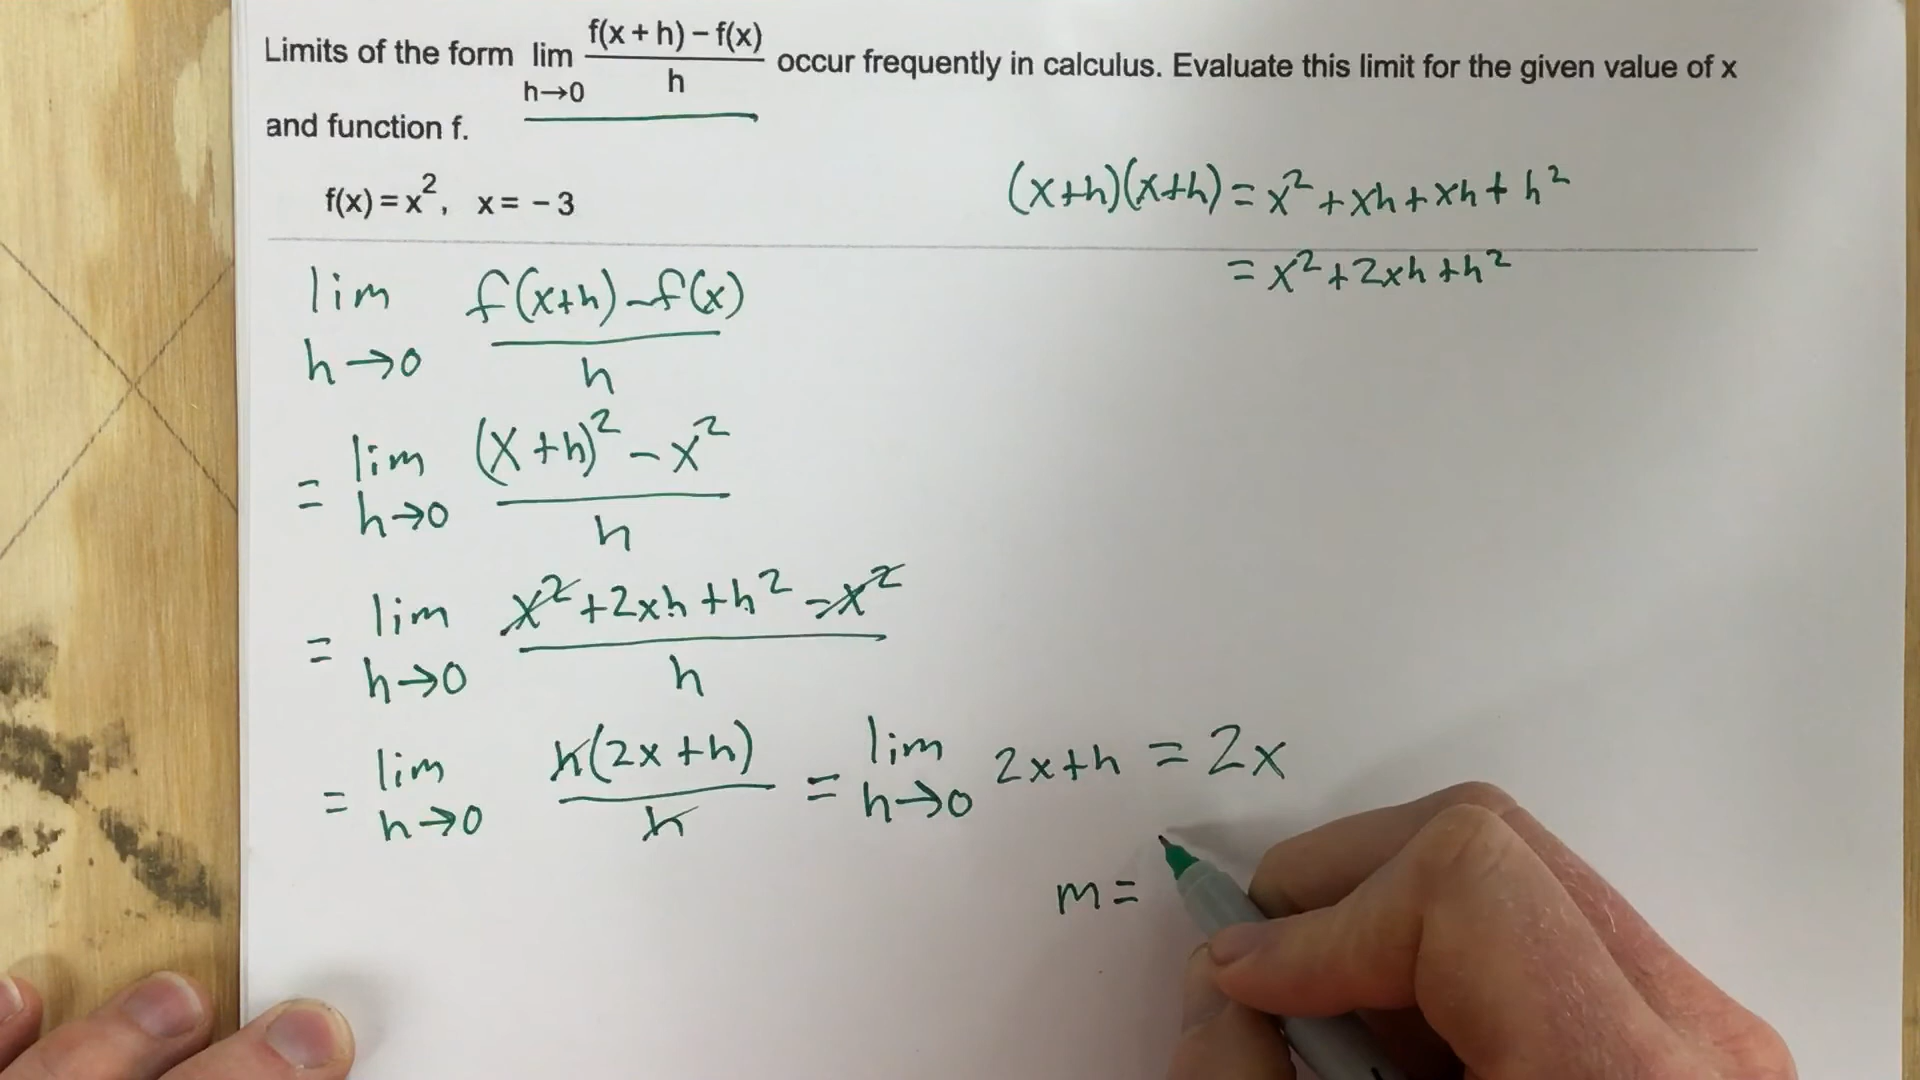 Limits of the form lim h→0 f(x + h) − f(x) / h occur frequently in calculus. Evaluate this limit for the given value of x
and function f.
f(x) = x², x = − 3
(x+h)(x+h) = x² + xh + xh + h²
= x² + 2xh + h²
lim h→0 f(x+h) − f(x) / h
= lim h→0 (x+h)² − x² / h
= lim h→0 x² + 2xh + h² − x² / h
= lim h→0 h(2x+h) / h = lim h→0 2x+h = 2x
m =